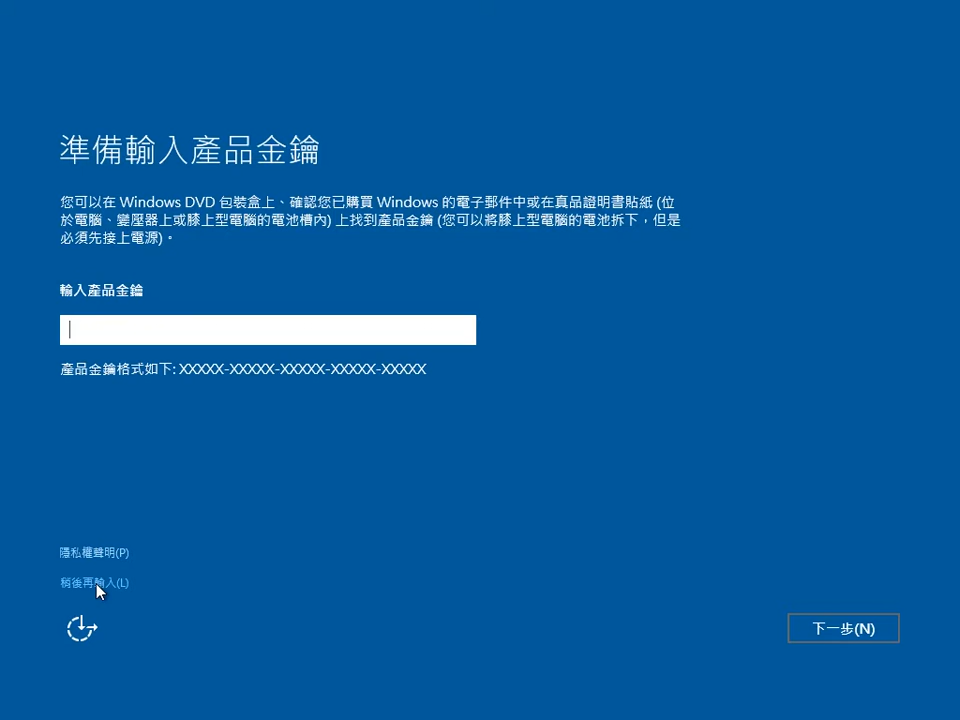 準備輸入產品金鑰
您可以在 Windows DVD 包裝盒上、確認您已購買 Windows 的電子郵件中或在真品證明書貼紙 (位
於電腦、變壓器上或膝上型電腦的電池槽內) 上找到產品金鑰 (您可以將膝上型電腦的電池拆下，但是
必須先接上電源)。
輸入產品金鑰
產品金鑰格式如下: XXXXX-XXXXX-XXXXX-XXXXX-XXXXX
隱私權聲明(P)
稍後再輸入(L)
下一步(N)